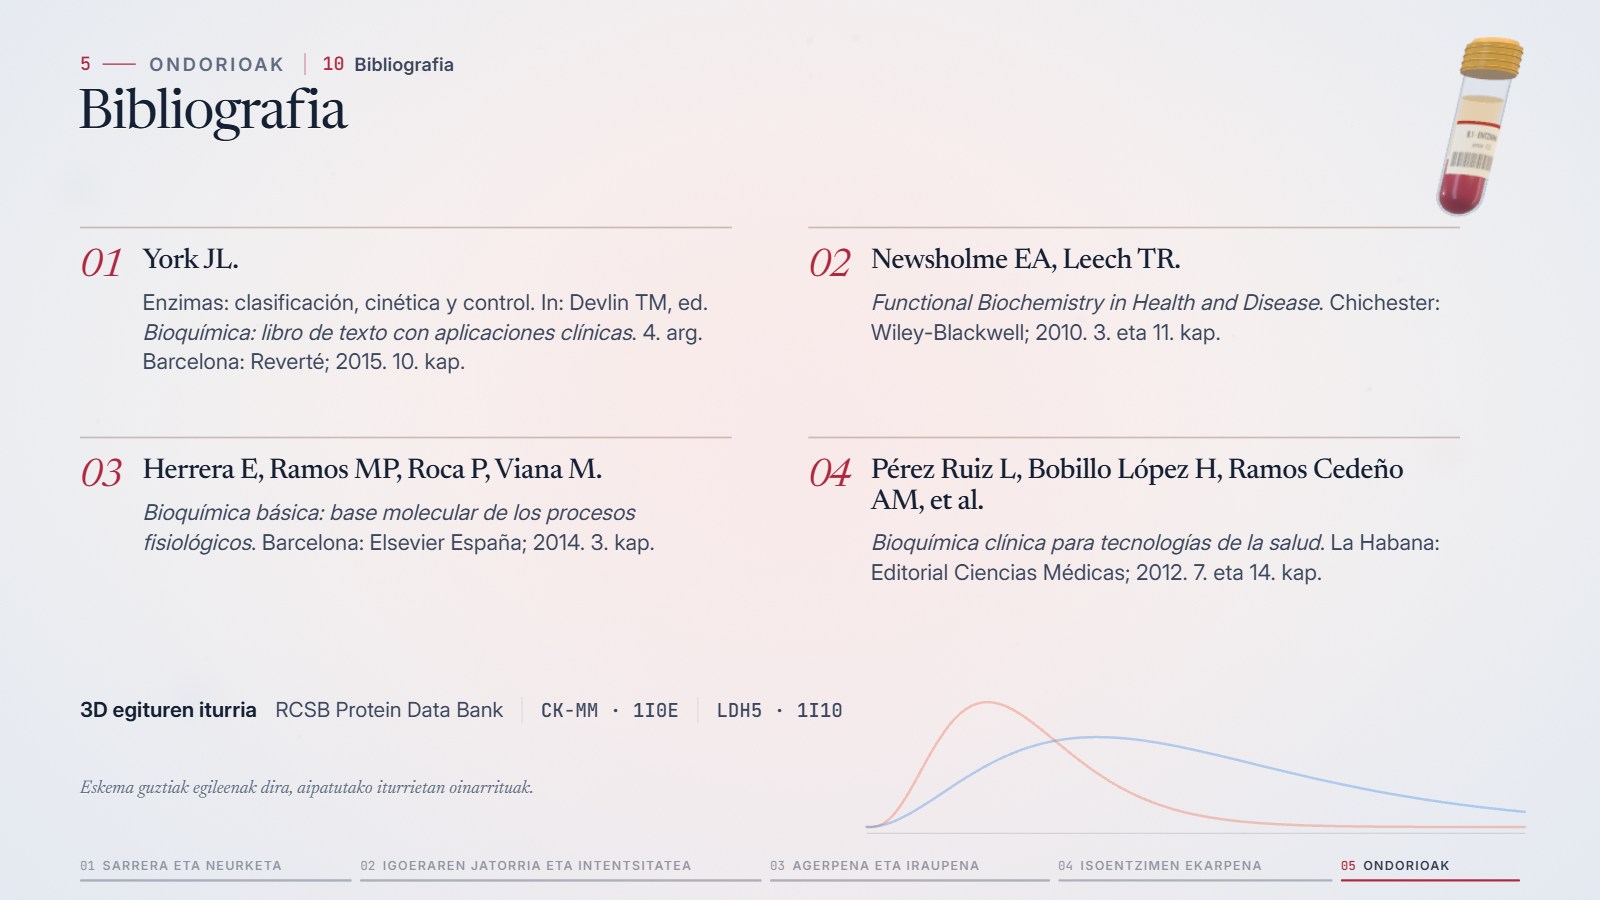 5 — ONDORIOAK | 10 Bibliografia
Bibliografia
01 York JL.
Enzimas: clasificación, cinética y control. In: Devlin TM, ed.
Bioquímica: libro de texto con aplicaciones clínicas. 4. arg.
Barcelona: Reverté; 2015. 10. kap.
02 Newsholme EA, Leech TR.
Functional Biochemistry in Health and Disease. Chichester:
Wiley-Blackwell; 2010. 3. eta 11. kap.
03 Herrera E, Ramos MP, Roca P, Viana M.
Bioquímica básica: base molecular de los procesos
fisiológicos. Barcelona: Elsevier España; 2014. 3. kap.
04 Pérez Ruiz L, Bobillo López H, Ramos Cedeño
AM, et al.
Bioquímica clínica para tecnologías de la salud. La Habana:
Editorial Ciencias Médicas; 2012. 7. eta 14. kap.
3D egituren iturria RCSB Protein Data Bank | CK-MM · 1I0E | LDH5 · 1I10
Eskema guztiak egileenak dira, aipatutako iturrietan oinarrituak.
01 SARRERA ETA NEURKETA 02 IGOERAREN JATORRIA ETA INTENTSITATEA 03 AGERPENA ETA IRAUPENA 04 ISOENTZIMEN EKARPENA 05 ONDORIOAK